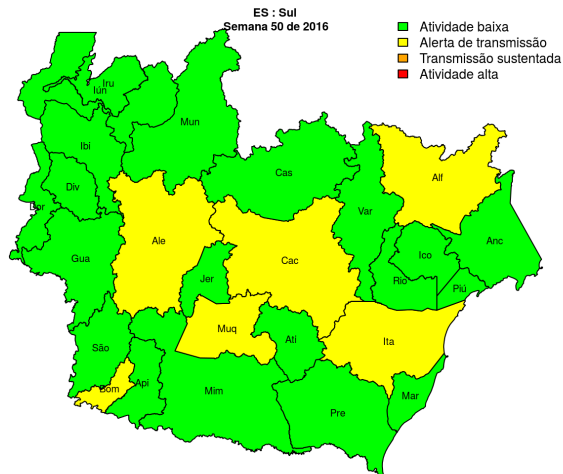 ES : Sul
Semana 50 de 2016
Atividade baixa
Alerta de transmissão
Transmissão sustentada
Atividade alta
Iru
Iún
Mun
Ibi
Cas
Alf
Div
Dor
Var
Ale
Anc
Gua
Cac
Ico
Jer
Rio
Piú
Muq
Ati
Ita
São
Bom
Api
Mim
Mar
Pre